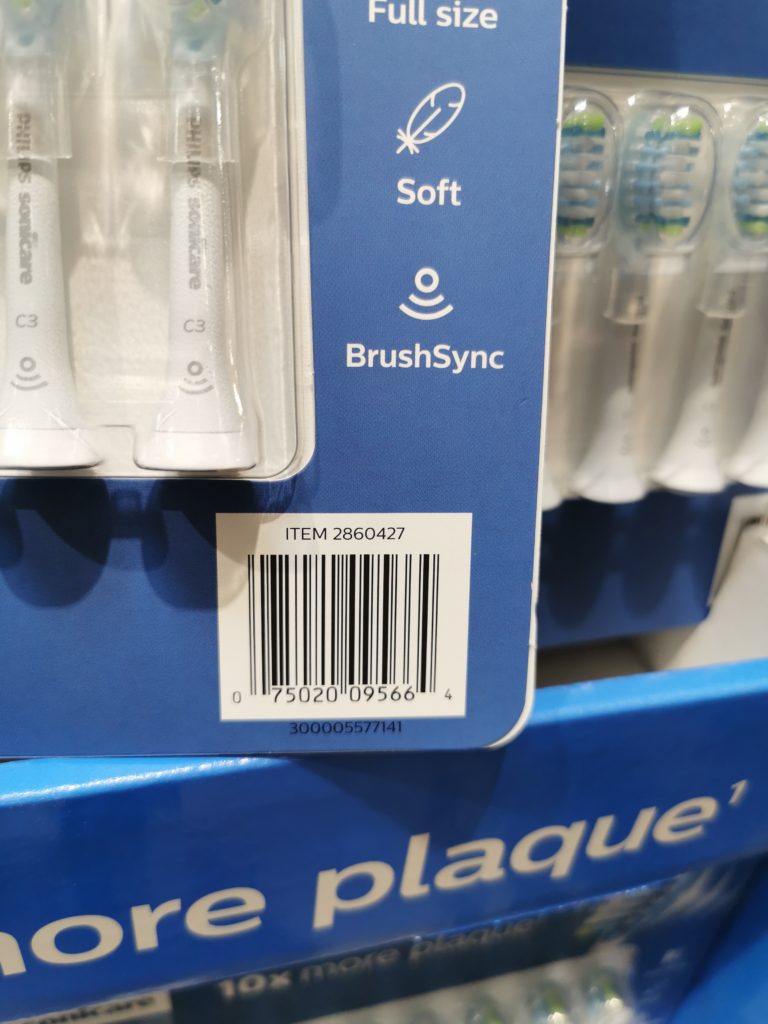 Full size
Soft
BrushSync
PHILIPS sonicare
C3
PHILIPS sonicare
C3
ITEM 2860427
0 75020 09566 4
300005577141
more plaque¹
10x more plaque
sonicare